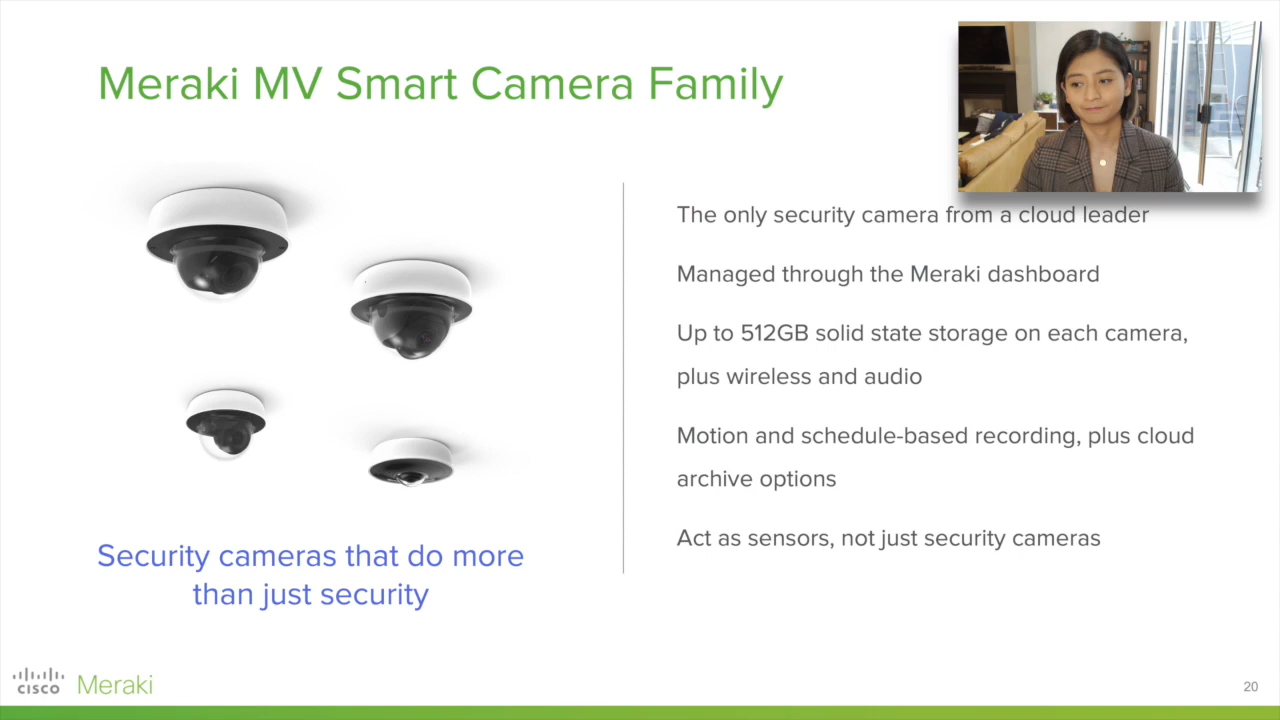 Meraki MV Smart Camera Family
The only security camera from a cloud leader
Managed through the Meraki dashboard
Up to 512GB solid state storage on each camera,
plus wireless and audio
Motion and schedule-based recording, plus cloud
archive options
Act as sensors, not just security cameras
Security cameras that do more
than just security
CISCO Meraki
20